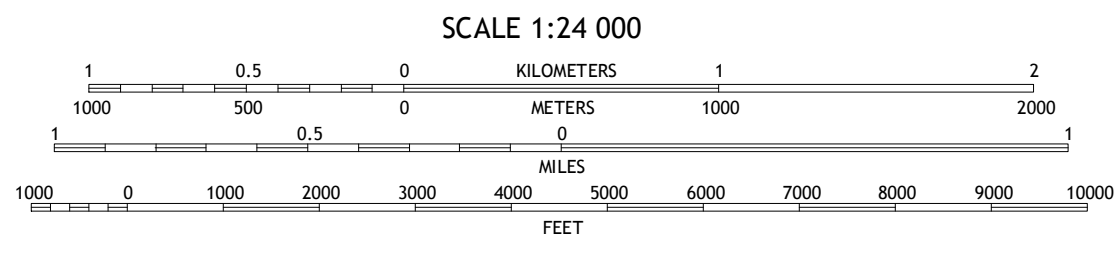 SCALE 1:24 000
1 0.5 0 KILOMETERS 1 2
1000 500 0 METERS 1000 2000
1 0.5 0 1
MILES
1000 0 1000 2000 3000 4000 5000 6000 7000 8000 9000 10000
FEET